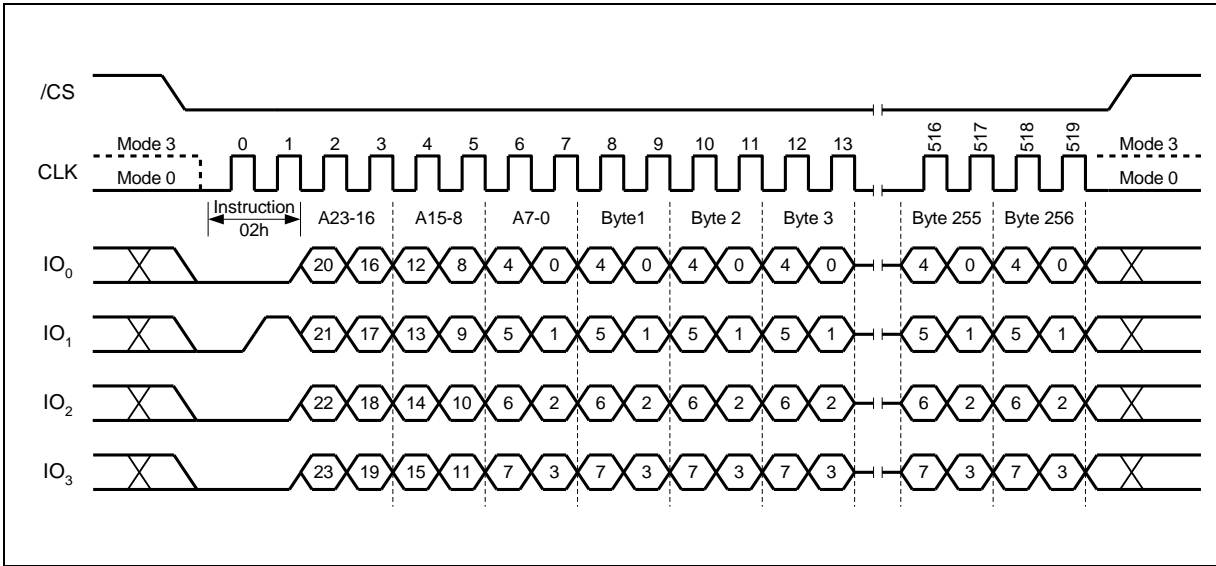 /CS
Mode 3 0 1 2 3 4 5 6 7 8 9 10 11 12 13 516 517 518 519 Mode 3
CLK
Mode 0 Mode 0
Instruction
02h
A23-16 A15-8 A7-0 Byte1 Byte 2 Byte 3 Byte 255 Byte 256
IO0 20 16 12 8 4 0 4 0 4 0 4 0 4 0 4 0
IO1 21 17 13 9 5 1 5 1 5 1 5 1 5 1 5 1
IO2 22 18 14 10 6 2 6 2 6 2 6 2 6 2 6 2
IO3 23 19 15 11 7 3 7 3 7 3 7 3 7 3 7 3